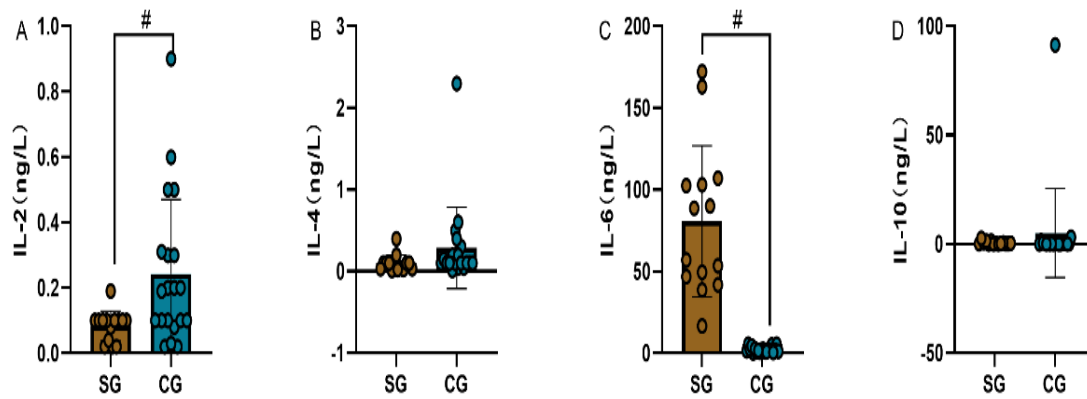 A
IL-2 (ng/L)
1.0
0.8
0.6
0.4
0.2
0.0
#
SG CG
B
IL-4 (ng/L)
3
2
1
0
-1
SG CG
C
IL-6 (ng/L)
200
150
100
50
0
#
SG CG
D
IL-10 (ng/L)
100
50
0
-50
SG CG